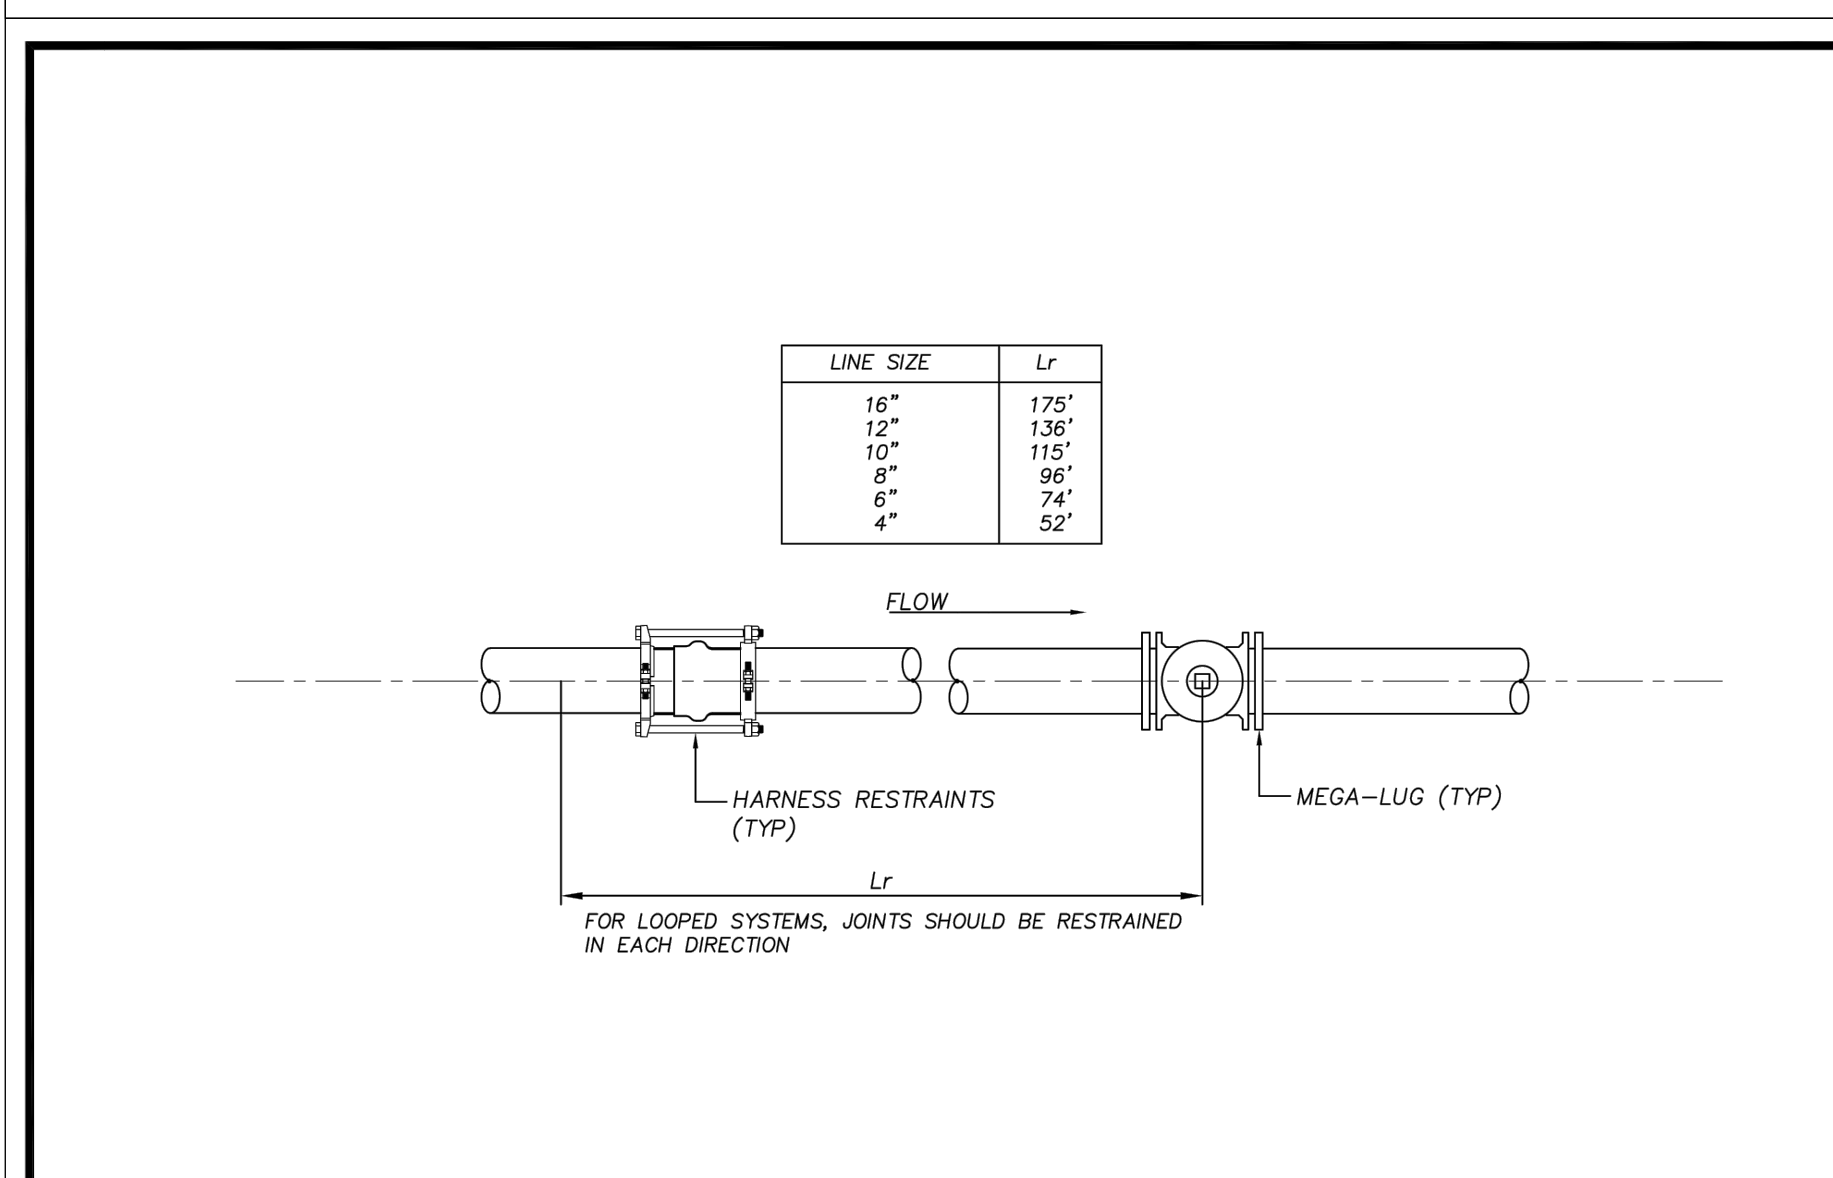 LINE SIZE Lr
16" 175'
12" 136'
10" 115'
8" 96'
6" 74'
4" 52'
FLOW
HARNESS RESTRAINTS
(TYP)
MEGA-LUG (TYP)
Lr
FOR LOOPED SYSTEMS, JOINTS SHOULD BE RESTRAINED
IN EACH DIRECTION